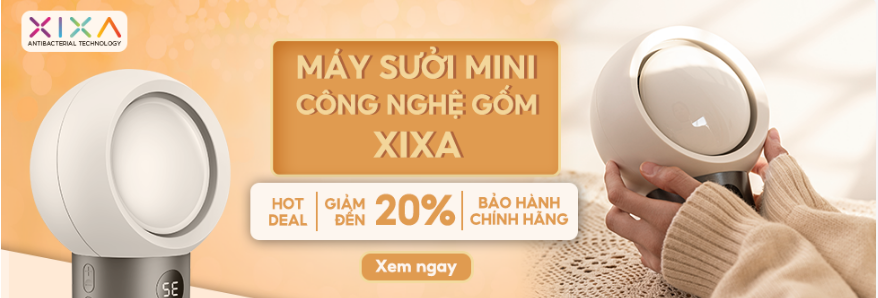 XIXA
ANTIBACTERIAL TECHNOLOGY
MÁY SƯỞI MINI
CÔNG NGHỆ GỐM
XIXA
HOT
DEAL
GIẢM
ĐẾN
20%
BẢO HÀNH
CHÍNH HÃNG
Xem ngay
SE